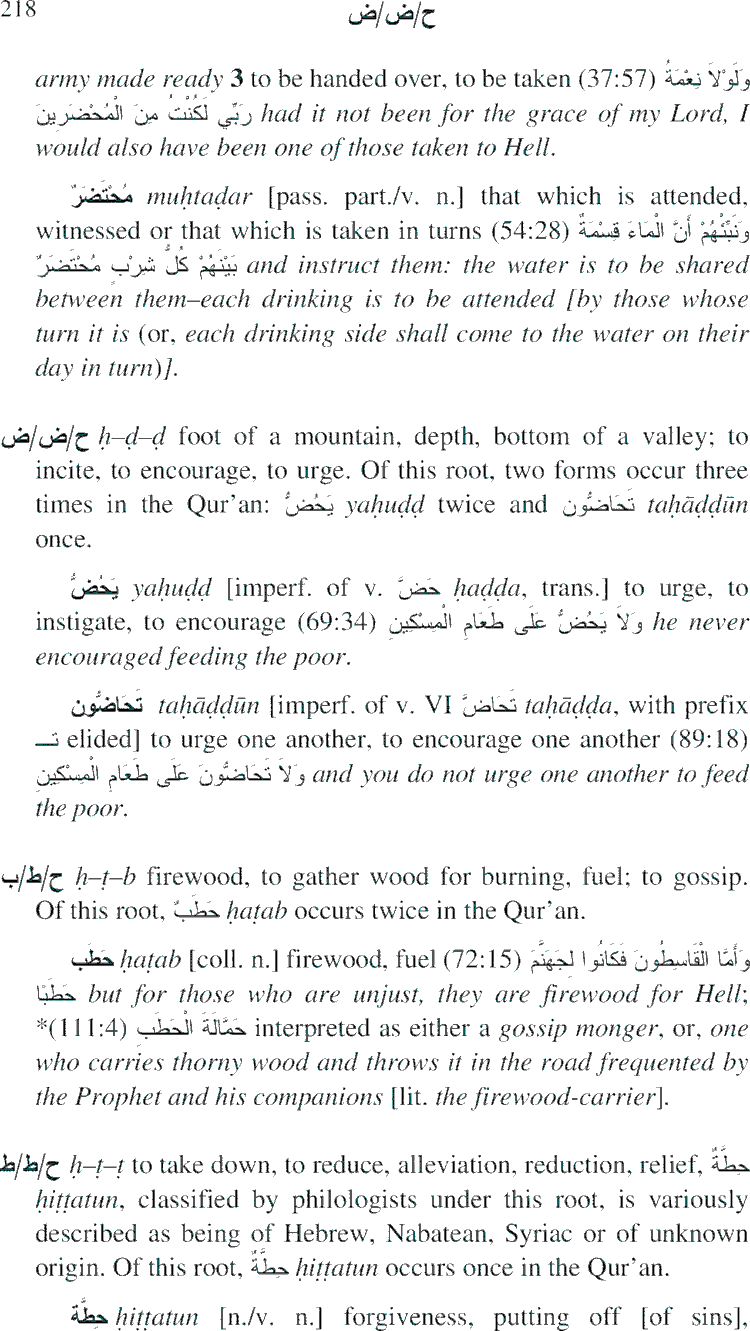 218 ح/ض/ض
army made ready 3 to be handed over, to be taken (37:57) وَلَوْلَا نِعْمَةُ
رَبِّي لَكُنْتُ مِنَ الْمُحْضَرِينَ had it not been for the grace of my Lord, I
would also have been one of those taken to Hell.
مُحْتَضَرٌ muḥtaḍar [pass. part./v. n.] that which is attended,
witnessed or that which is taken in turns (54:28) وَنَبِّئْهُمْ أَنَّ الْمَاءَ قِسْمَةٌ
بَيْنَهُمْ كُلُّ شِرْبٍ مُحْتَضَرٌ and instruct them: the water is to be shared
between them–each drinking is to be attended [by those whose
turn it is (or, each drinking side shall come to the water on their
day in turn)].
ح/ض/ض ḥ–ḍ–ḍ foot of a mountain, depth, bottom of a valley; to
incite, to encourage, to urge. Of this root, two forms occur three
times in the Qur'an: يَحُضُّ yaḥuḍḍ twice and تَحَاضُّون taḥāḍḍūn
once.
يَحُضُّ yaḥuḍḍ [imperf. of v. حَضَّ ḥaḍḍa, trans.] to urge, to
instigate, to encourage (69:34) وَلَا يَحُضُّ عَلَى طَعَامِ الْمِسْكِينِ he never
encouraged feeding the poor.
تَحَاضُّون taḥāḍḍūn [imperf. of v. VI تَحَاضَّ taḥāḍḍa, with prefix
تـ elided] to urge one another, to encourage one another (89:18)
وَلَا تَحَاضُّونَ عَلَى طَعَامِ الْمِسْكِينِ and you do not urge one another to feed
the poor.
ح/ط/ب ḥ–ṭ–b firewood, to gather wood for burning, fuel; to gossip.
Of this root, حَطَبٌ ḥaṭab occurs twice in the Qur'an.
حَطَب ḥaṭab [coll. n.] firewood, fuel (72:15) وَأَمَّا الْقَاسِطُونَ فَكَانُوا لِجَهَنَّمَ
حَطَبًا but for those who are unjust, they are firewood for Hell;
*(111:4) حَمَّالَةَ الْحَطَبِ interpreted as either a gossip monger, or, one
who carries thorny wood and throws it in the road frequented by
the Prophet and his companions [lit. the firewood-carrier].
ح/ط/ط ḥ–ṭ–ṭ to take down, to reduce, alleviation, reduction, relief, حِطَّةٌ
ḥiṭṭatun, classified by philologists under this root, is variously
described as being of Hebrew, Nabatean, Syriac or of unknown
origin. Of this root, حِطَّةٌ ḥiṭṭatun occurs once in the Qur'an.
حِطَّة ḥiṭṭatun [n./v. n.] forgiveness, putting off [of sins],